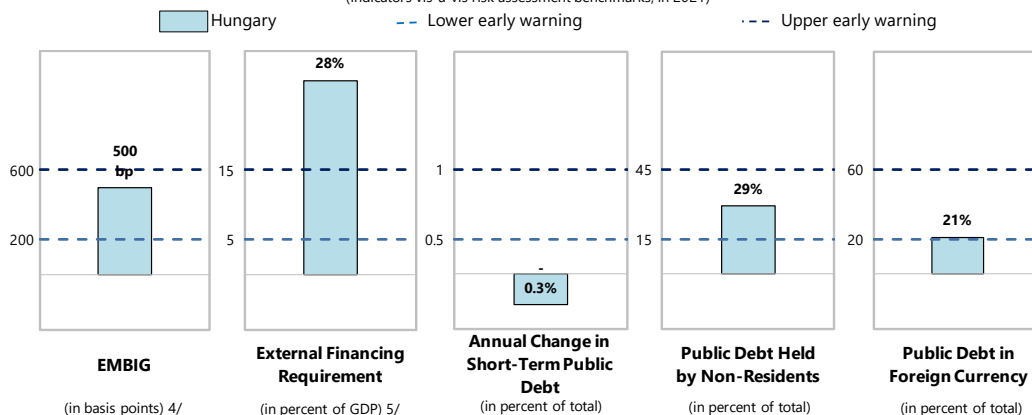 (Indicators vis-à-vis risk assessment benchmarks, in 2021)
Hungary
Lower early warning
Upper early warning
500
bp
600
200
EMBIG
(in basis points) 4/
28%
15
5
External Financing
Requirement
(in percent of GDP) 5/
1
0.5
-
0.3%
Annual Change in
Short-Term Public
Debt
(in percent of total)
45
29%
15
Public Debt Held
by Non-Residents
(in percent of total)
60
21%
20
Public Debt in
Foreign Currency
(in percent of total)